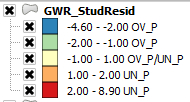 GWR_StudResid
-4.60 - -2.00 OV_P
-2.00 - -1.00 OV_P
-1.00 - 1.00 OV_P/UN_P
1.00 - 2.00 UN_P
2.00 - 8.90 UN_P